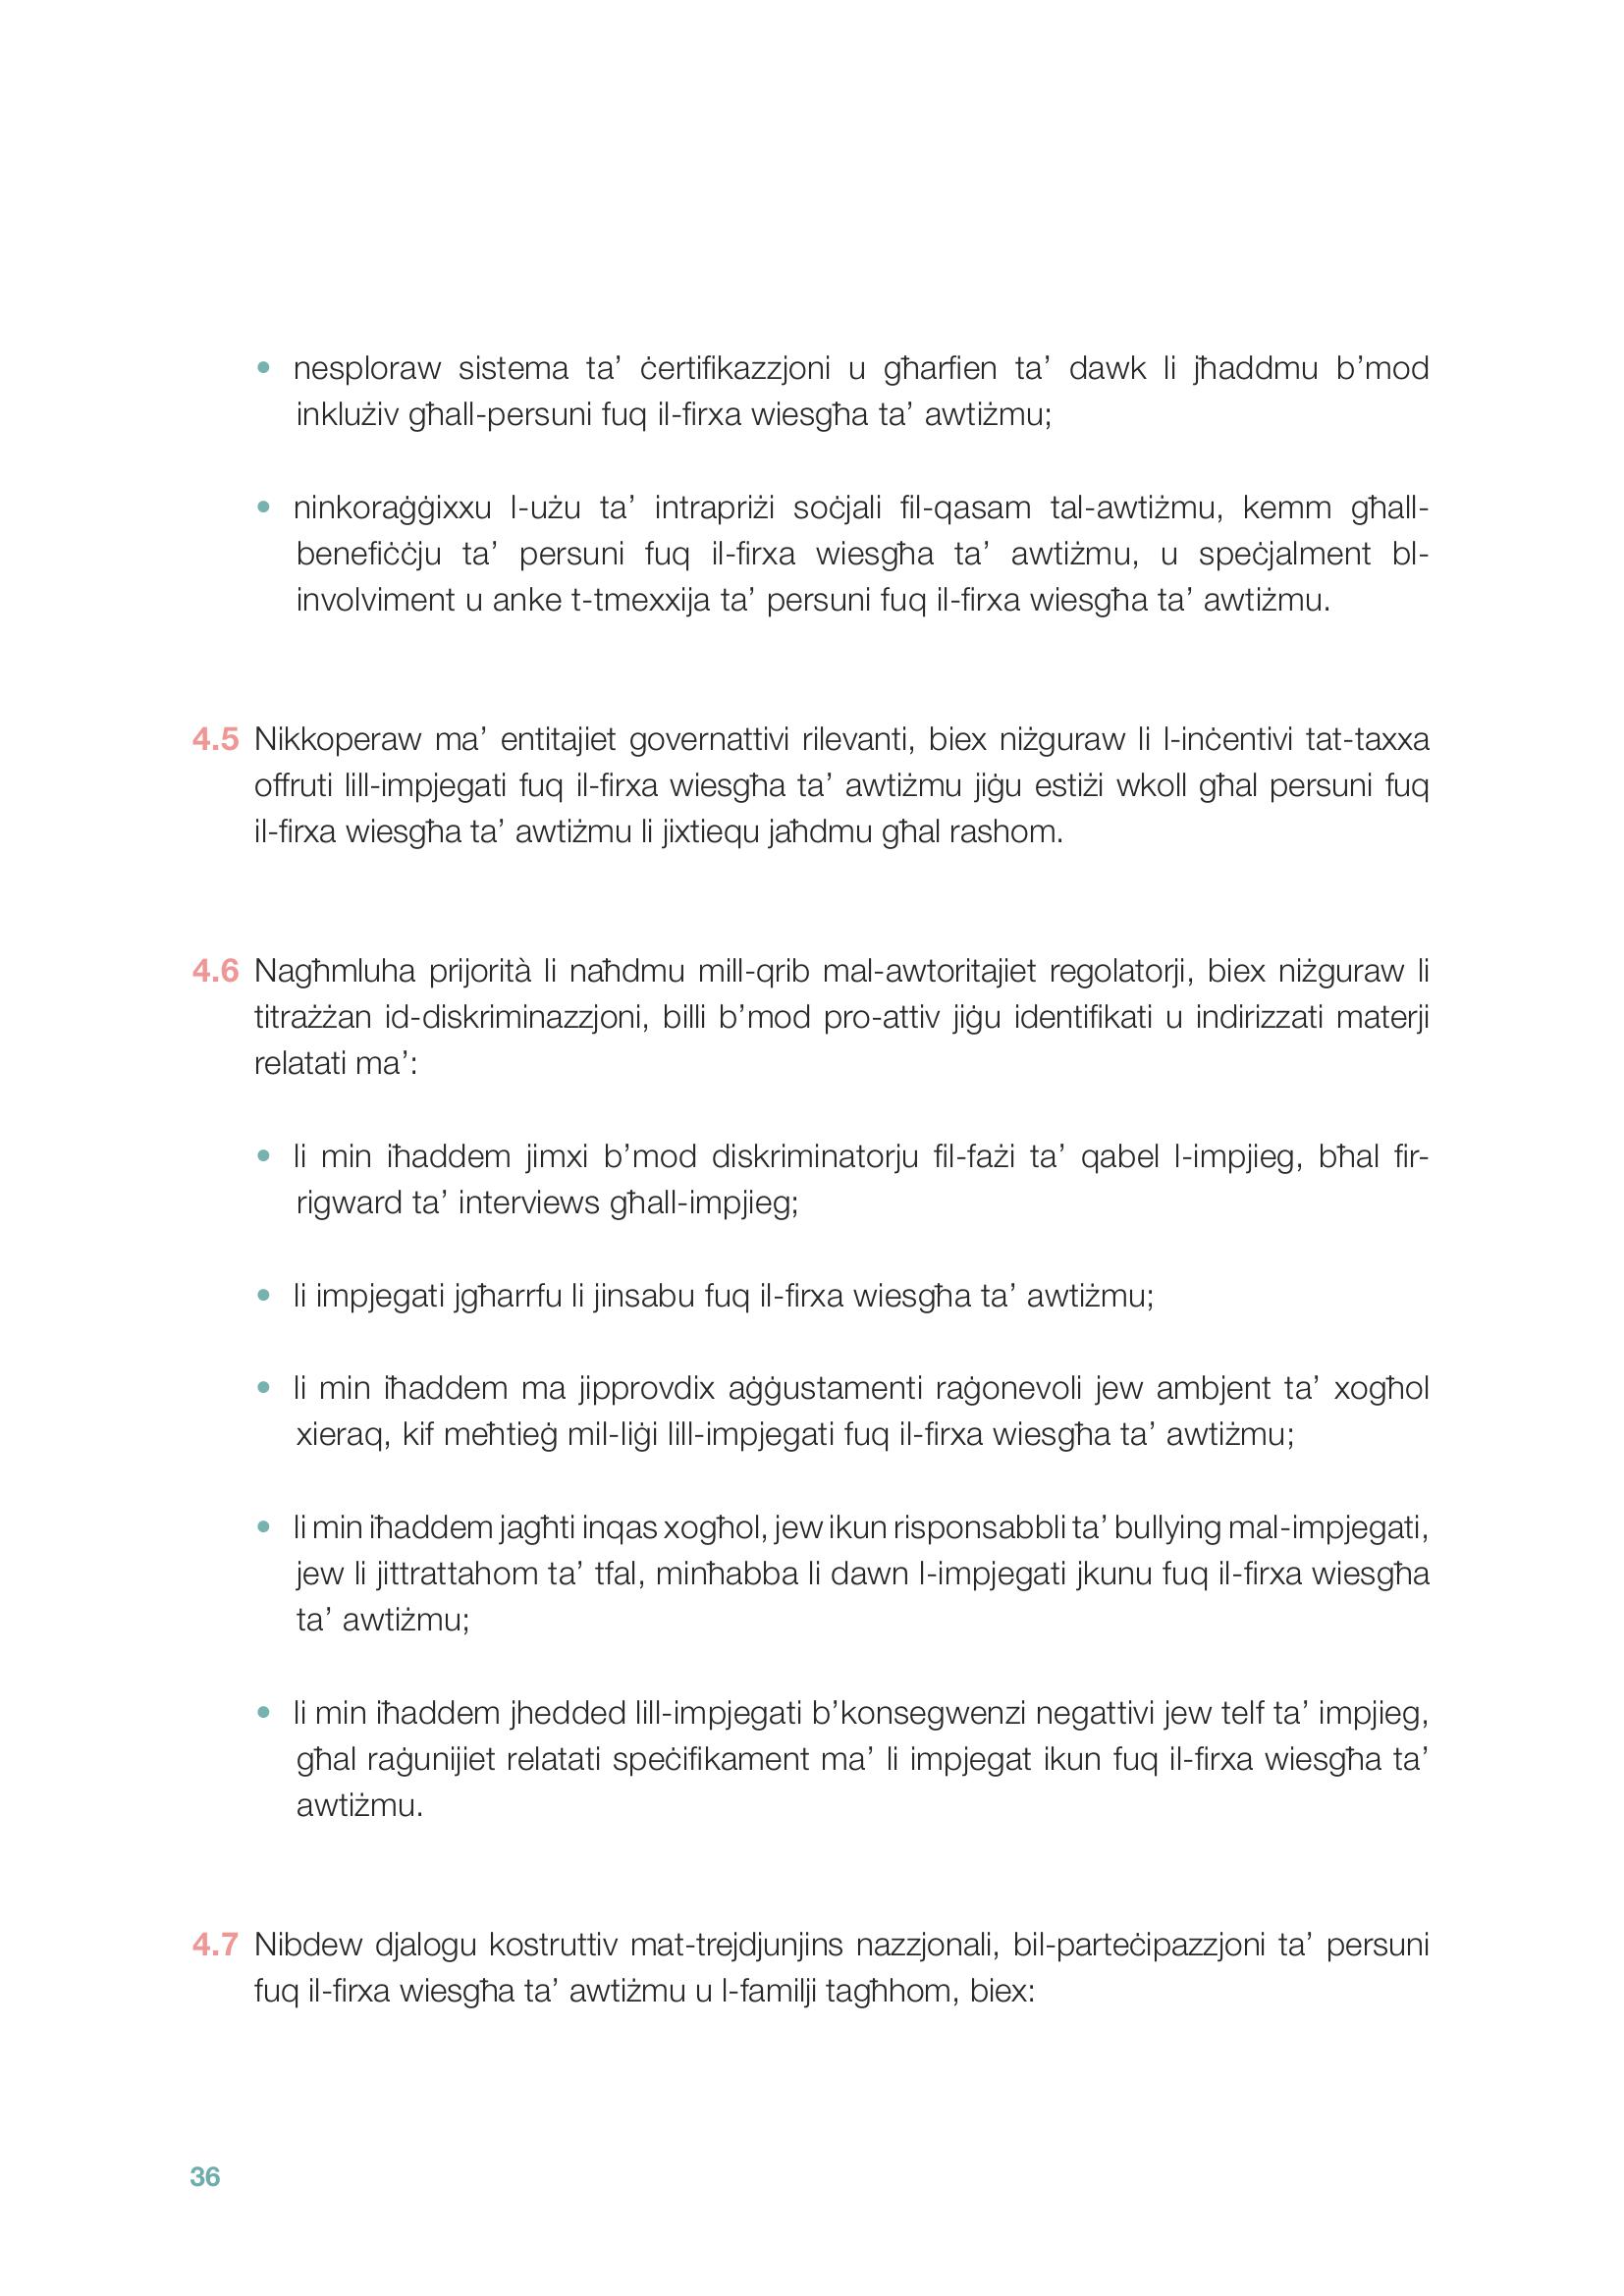 • nesploraw sistema ta’ ċertifikazzjoni u għarfien ta’ dawk li jħaddmu b’mod
inklużiv għall-persuni fuq il-firxa wiesgħa ta’ awtiżmu;
• ninkoraġġixxu l-użu ta’ intrapriżi soċjali fil-qasam tal-awtiżmu, kemm għall-
benefiċċju ta’ persuni fuq il-firxa wiesgħa ta’ awtiżmu, u speċjalment bl-
involviment u anke t-tmexxija ta’ persuni fuq il-firxa wiesgħa ta’ awtiżmu.
4.5 Nikkoperaw ma’ entitajiet governattivi rilevanti, biex niżguraw li l-inċentivi tat-taxxa
offruti lill-impjegati fuq il-firxa wiesgħa ta’ awtiżmu jiġu estiżi wkoll għal persuni fuq
il-firxa wiesgħa ta’ awtiżmu li jixtiequ jaħdmu għal rashom.
4.6 Nagħmluha prijorità li naħdmu mill-qrib mal-awtoritajiet regolatorji, biex niżguraw li
titrażżan id-diskriminazzjoni, billi b’mod pro-attiv jiġu identifikati u indirizzati materji
relatati ma’:
• li min iħaddem jimxi b’mod diskriminatorju fil-fażi ta’ qabel l-impjieg, bħal fir-
rigward ta’ interviews għall-impjieg;
• li impjegati jgħarrfu li jinsabu fuq il-firxa wiesgħa ta’ awtiżmu;
• li min iħaddem ma jipprovdix aġġustamenti raġonevoli jew ambjent ta’ xogħol
xieraq, kif meħtieġ mil-liġi lill-impjegati fuq il-firxa wiesgħa ta’ awtiżmu;
• li min iħaddem jagħti inqas xogħol, jew ikun risponsabbli ta’ bullying mal-impjegati,
jew li jittrattahom ta’ tfal, minħabba li dawn l-impjegati jkunu fuq il-firxa wiesgħa
ta’ awtiżmu;
• li min iħaddem jhedded lill-impjegati b’konsegwenzi negattivi jew telf ta’ impjieg,
għal raġunijiet relatati speċifikament ma’ li impjegat ikun fuq il-firxa wiesgħa ta’
awtiżmu.
4.7 Nibdew djalogu kostruttiv mat-trejdjunjins nazzjonali, bil-parteċipazzjoni ta’ persuni
fuq il-firxa wiesgħa ta’ awtiżmu u l-familji tagħhom, biex:
36